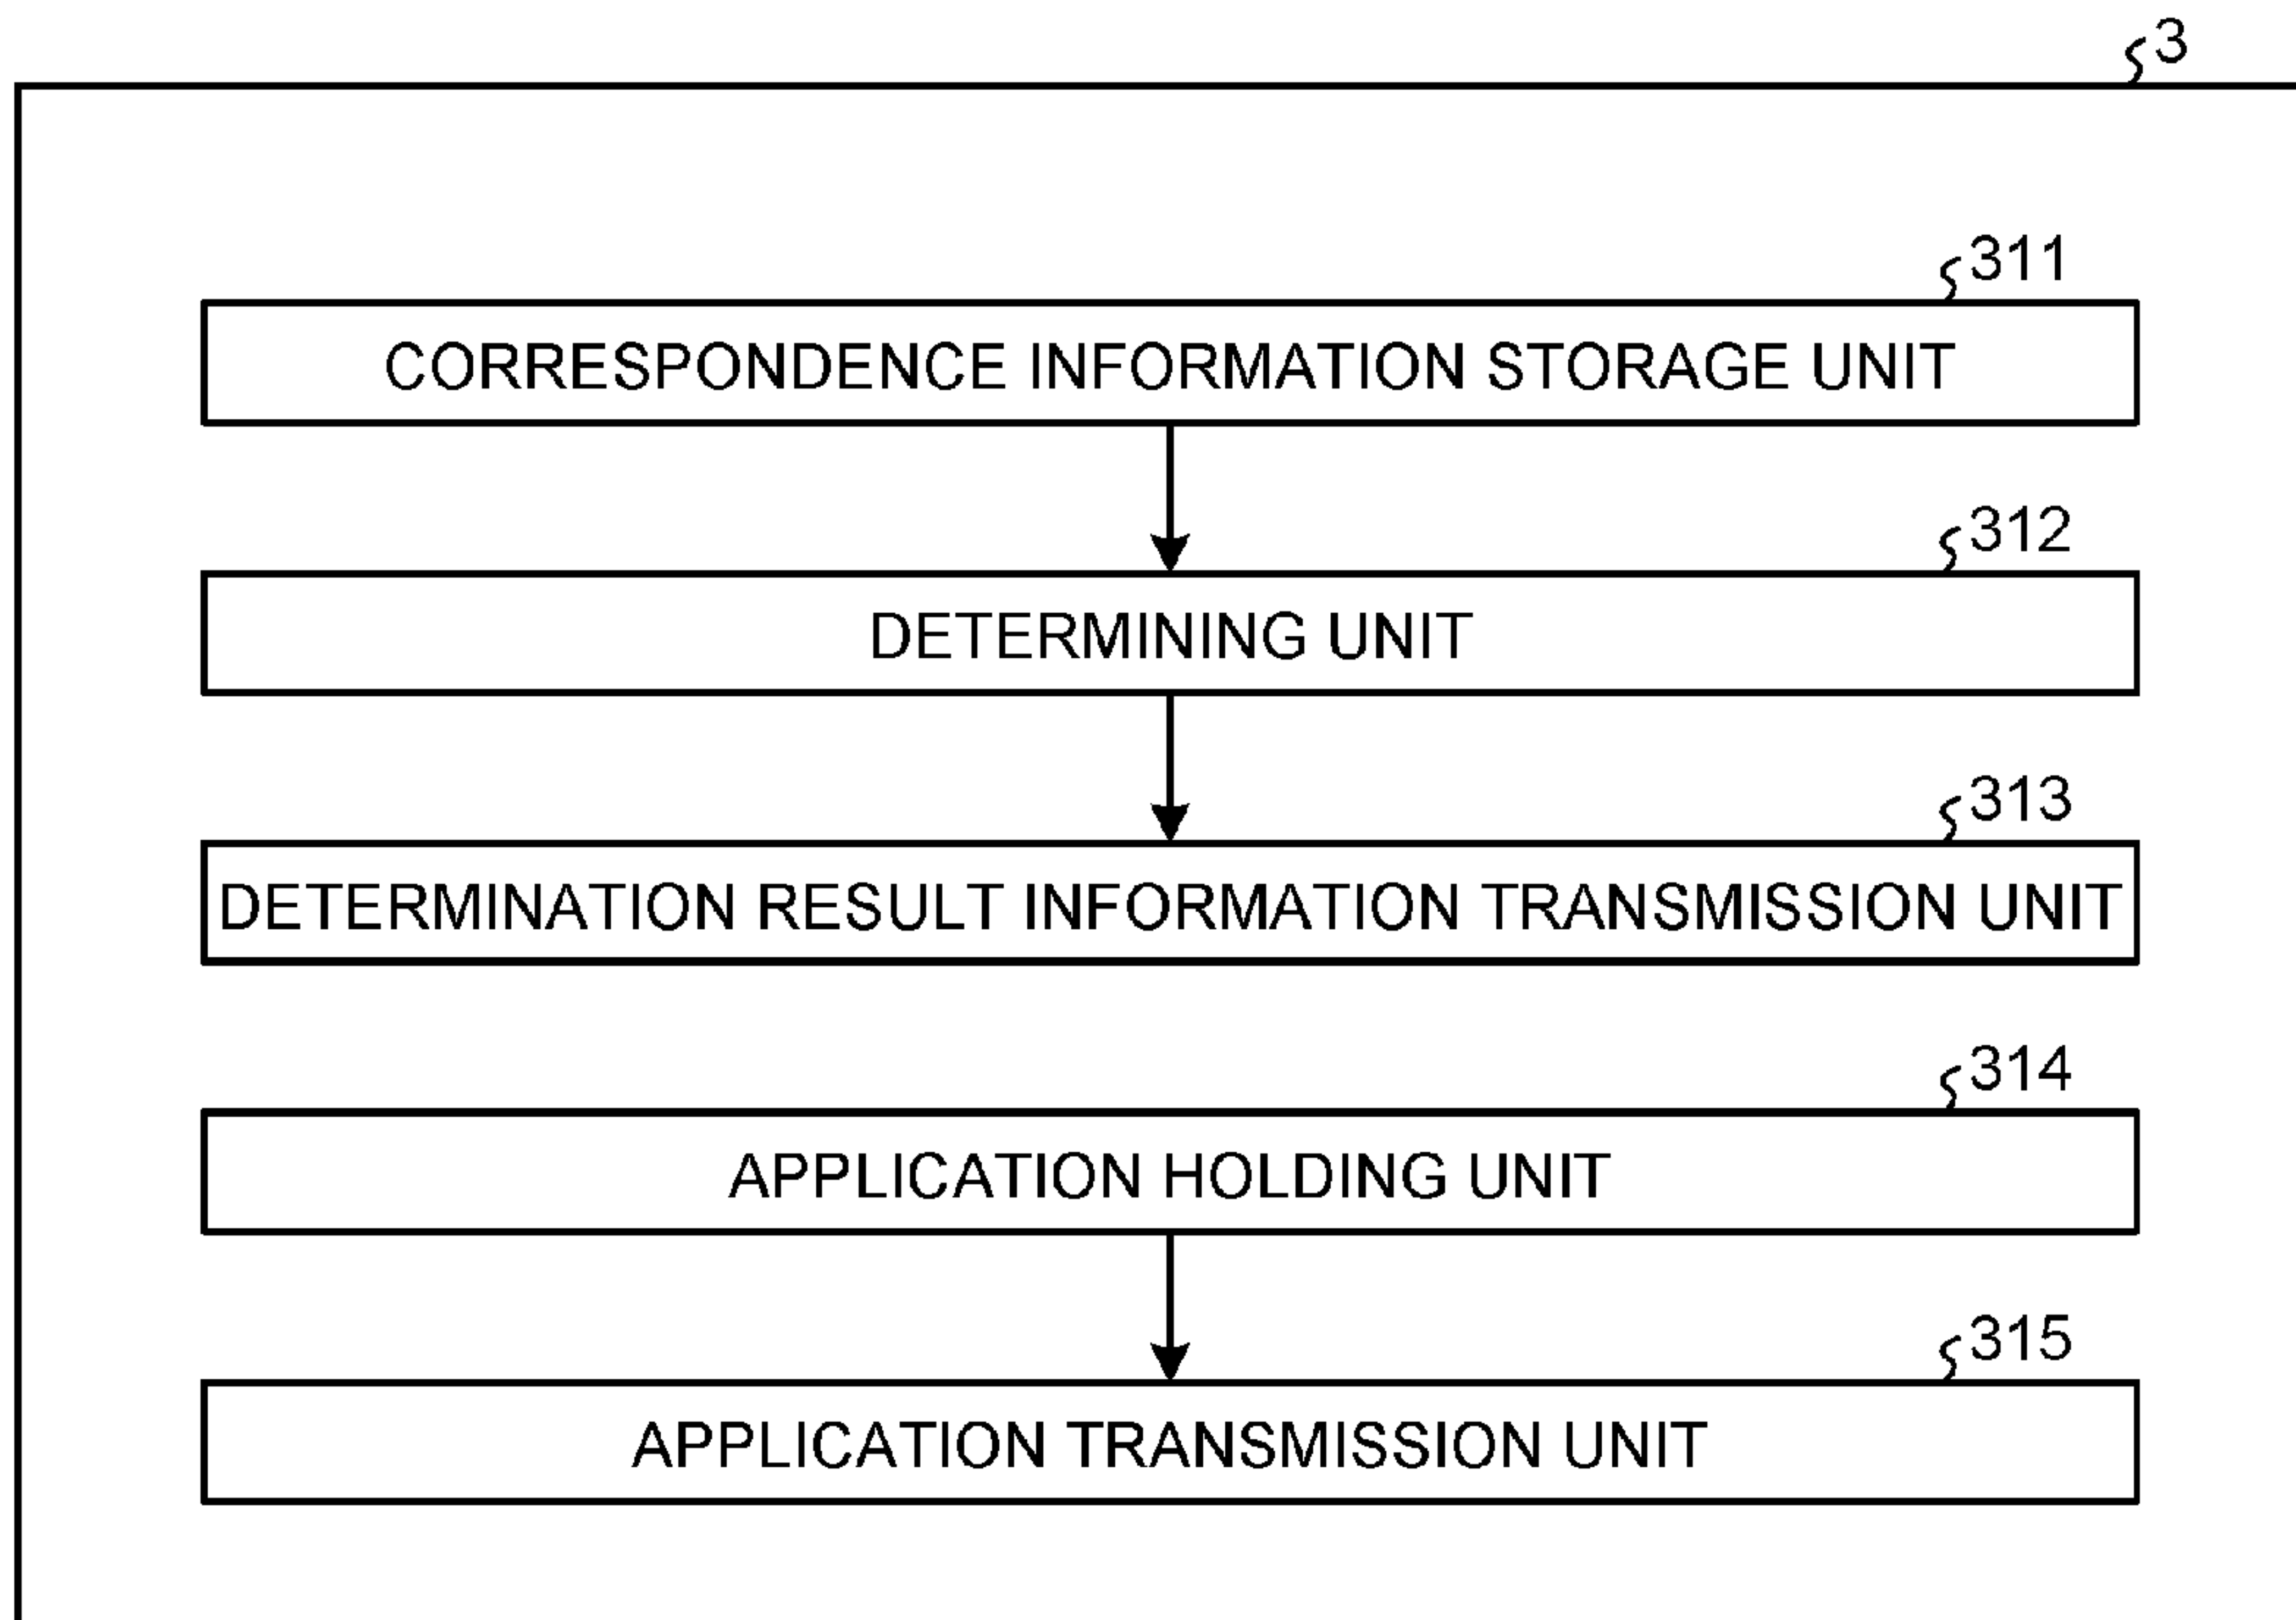 3
311
CORRESPONDENCE INFORMATION STORAGE UNIT
312
DETERMINING UNIT
313
DETERMINATION RESULT INFORMATION TRANSMISSION UNIT
314
APPLICATION HOLDING UNIT
315
APPLICATION TRANSMISSION UNIT